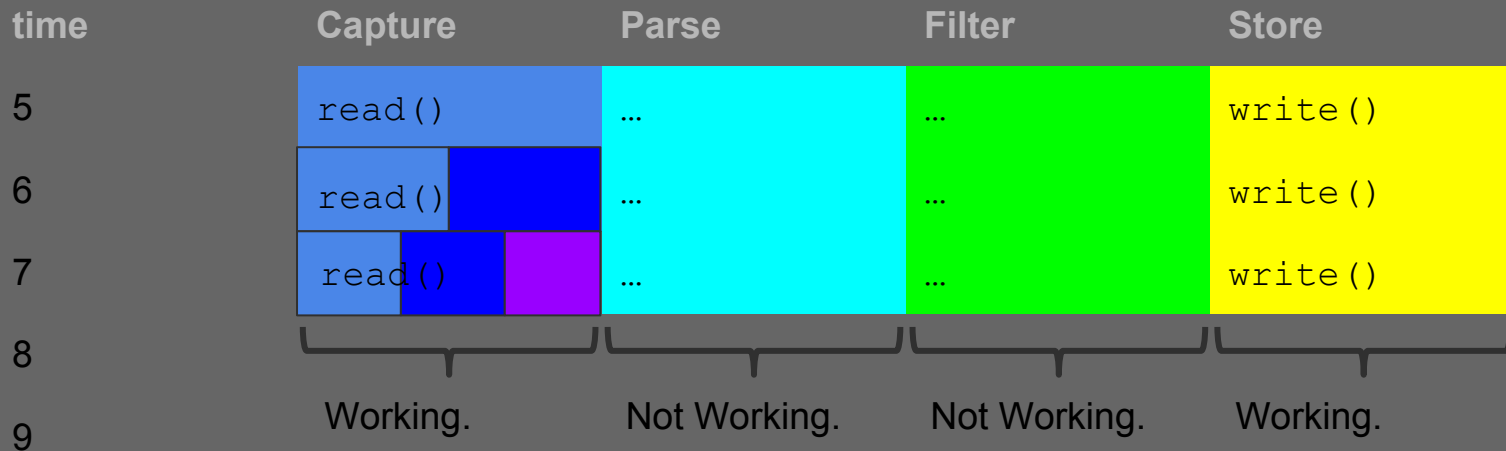 time Capture Parse Filter Store
5 read() … … write()
6 read() … … write()
7 read() … … write()
8
Working. Not Working. Not Working. Working.
9